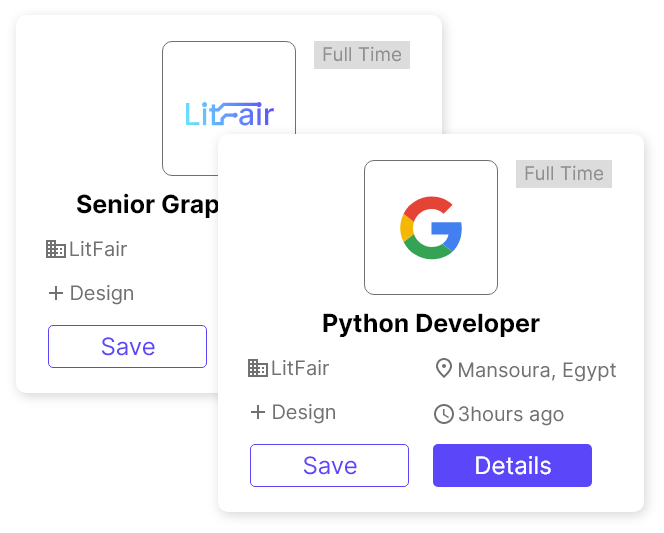 Full Time
LitFair
Senior Grap
LitFair
+ Design
Save
Full Time
G
Python Developer
LitFair
Mansoura, Egypt
+ Design
3hours ago
Save
Details